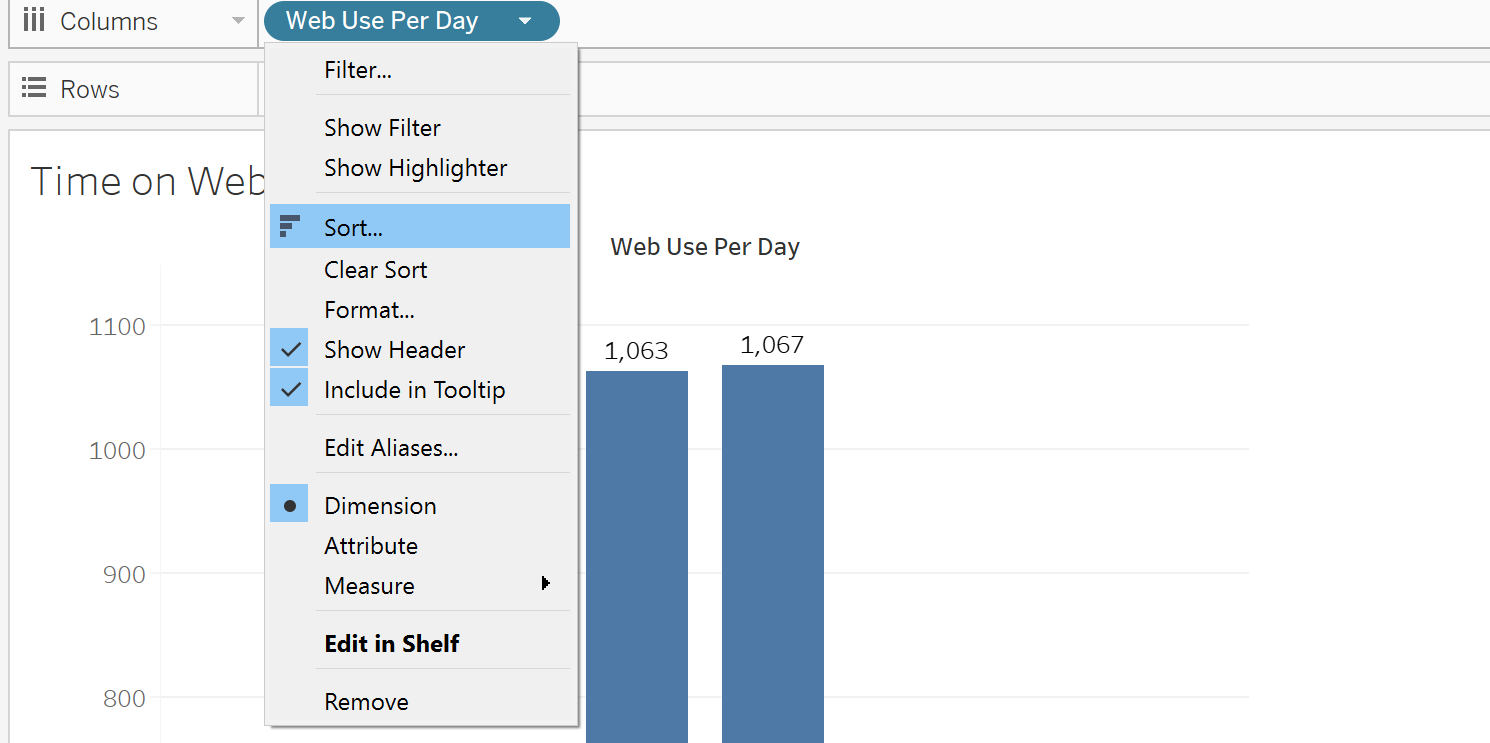 Columns
Web Use Per Day
Rows
Filter...
Show Filter
Show Highlighter
Time on Web
Sort...
Web Use Per Day
Clear Sort
Format...
1100
Show Header
1,063
1,067
Include in Tooltip
1000
Edit Aliases...
Dimension
Attribute
900
Measure
Edit in Shelf
800
Remove